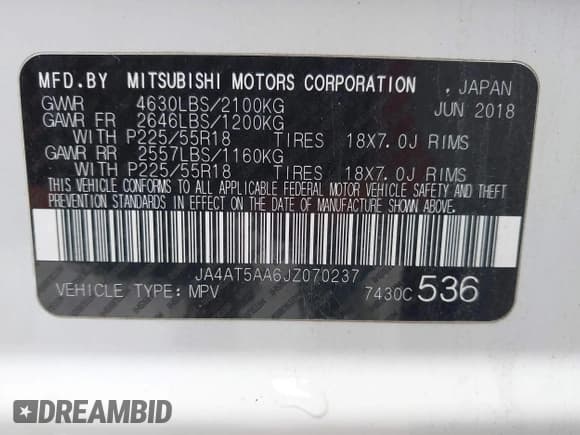 MFD.BY MITSUBISHI MOTORS CORPORATION , JAPAN
GVWR 4630LBS/2100KG JUN 2018
GAWR FR 2646LBS/1200KG
WITH P225/55R18 TIRES 18X7.0J RIMS
GAWR RR 2557LBS/1160KG
WITH P225/55R18 TIRES 18X7.0J RIMS
THIS VEHICLE CONFORMS TO ALL APPLICABLE FEDERAL MOTOR VEHICLE SAFETY AND THEFT
PREVENTION STANDARDS IN EFFECT ON THE DATE OF MANUFACTURE SHOWN ABOVE.
JA4AT5AA6JZ070237
VEHICLE TYPE: MPV 7430C 536
DREAMBID